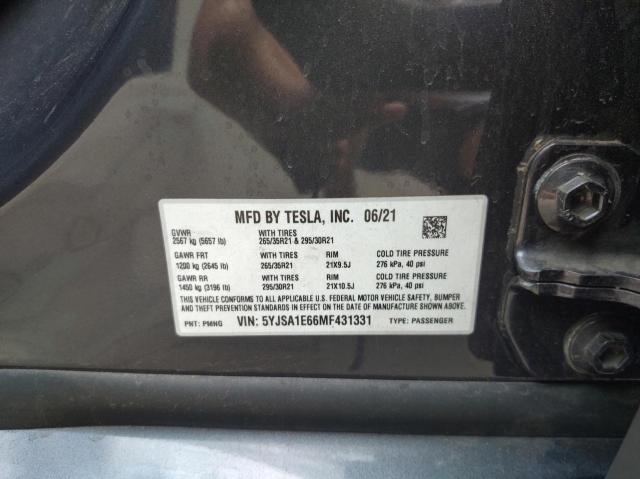 MFD BY TESLA, INC. 06/21
GVWR WITH TIRES
2567 kg (5657 lb) 265/35R21 & 295/30R21
GAWR FRT WITH TIRES RIM COLD TIRE PRESSURE
1200 kg (2645 lb) 265/35R21 21X9.5J 276 kPa, 40 psi
GAWR RR WITH TIRES RIM COLD TIRE PRESSURE
1450 kg (3196 lb) 295/30R21 21X10.5J 276 kPa, 40 psi
THIS VEHICLE CONFORMS TO ALL APPLICABLE U.S. FEDERAL MOTOR VEHICLE SAFETY, BUMPER
AND THEFT PREVENTION STANDARDS IN EFFECT ON THE DATE OF MANUFACTURE SHOWN ABOVE.
PNT: PMNG VIN: 5YJSA1E66MF431331 TYPE: PASSENGER